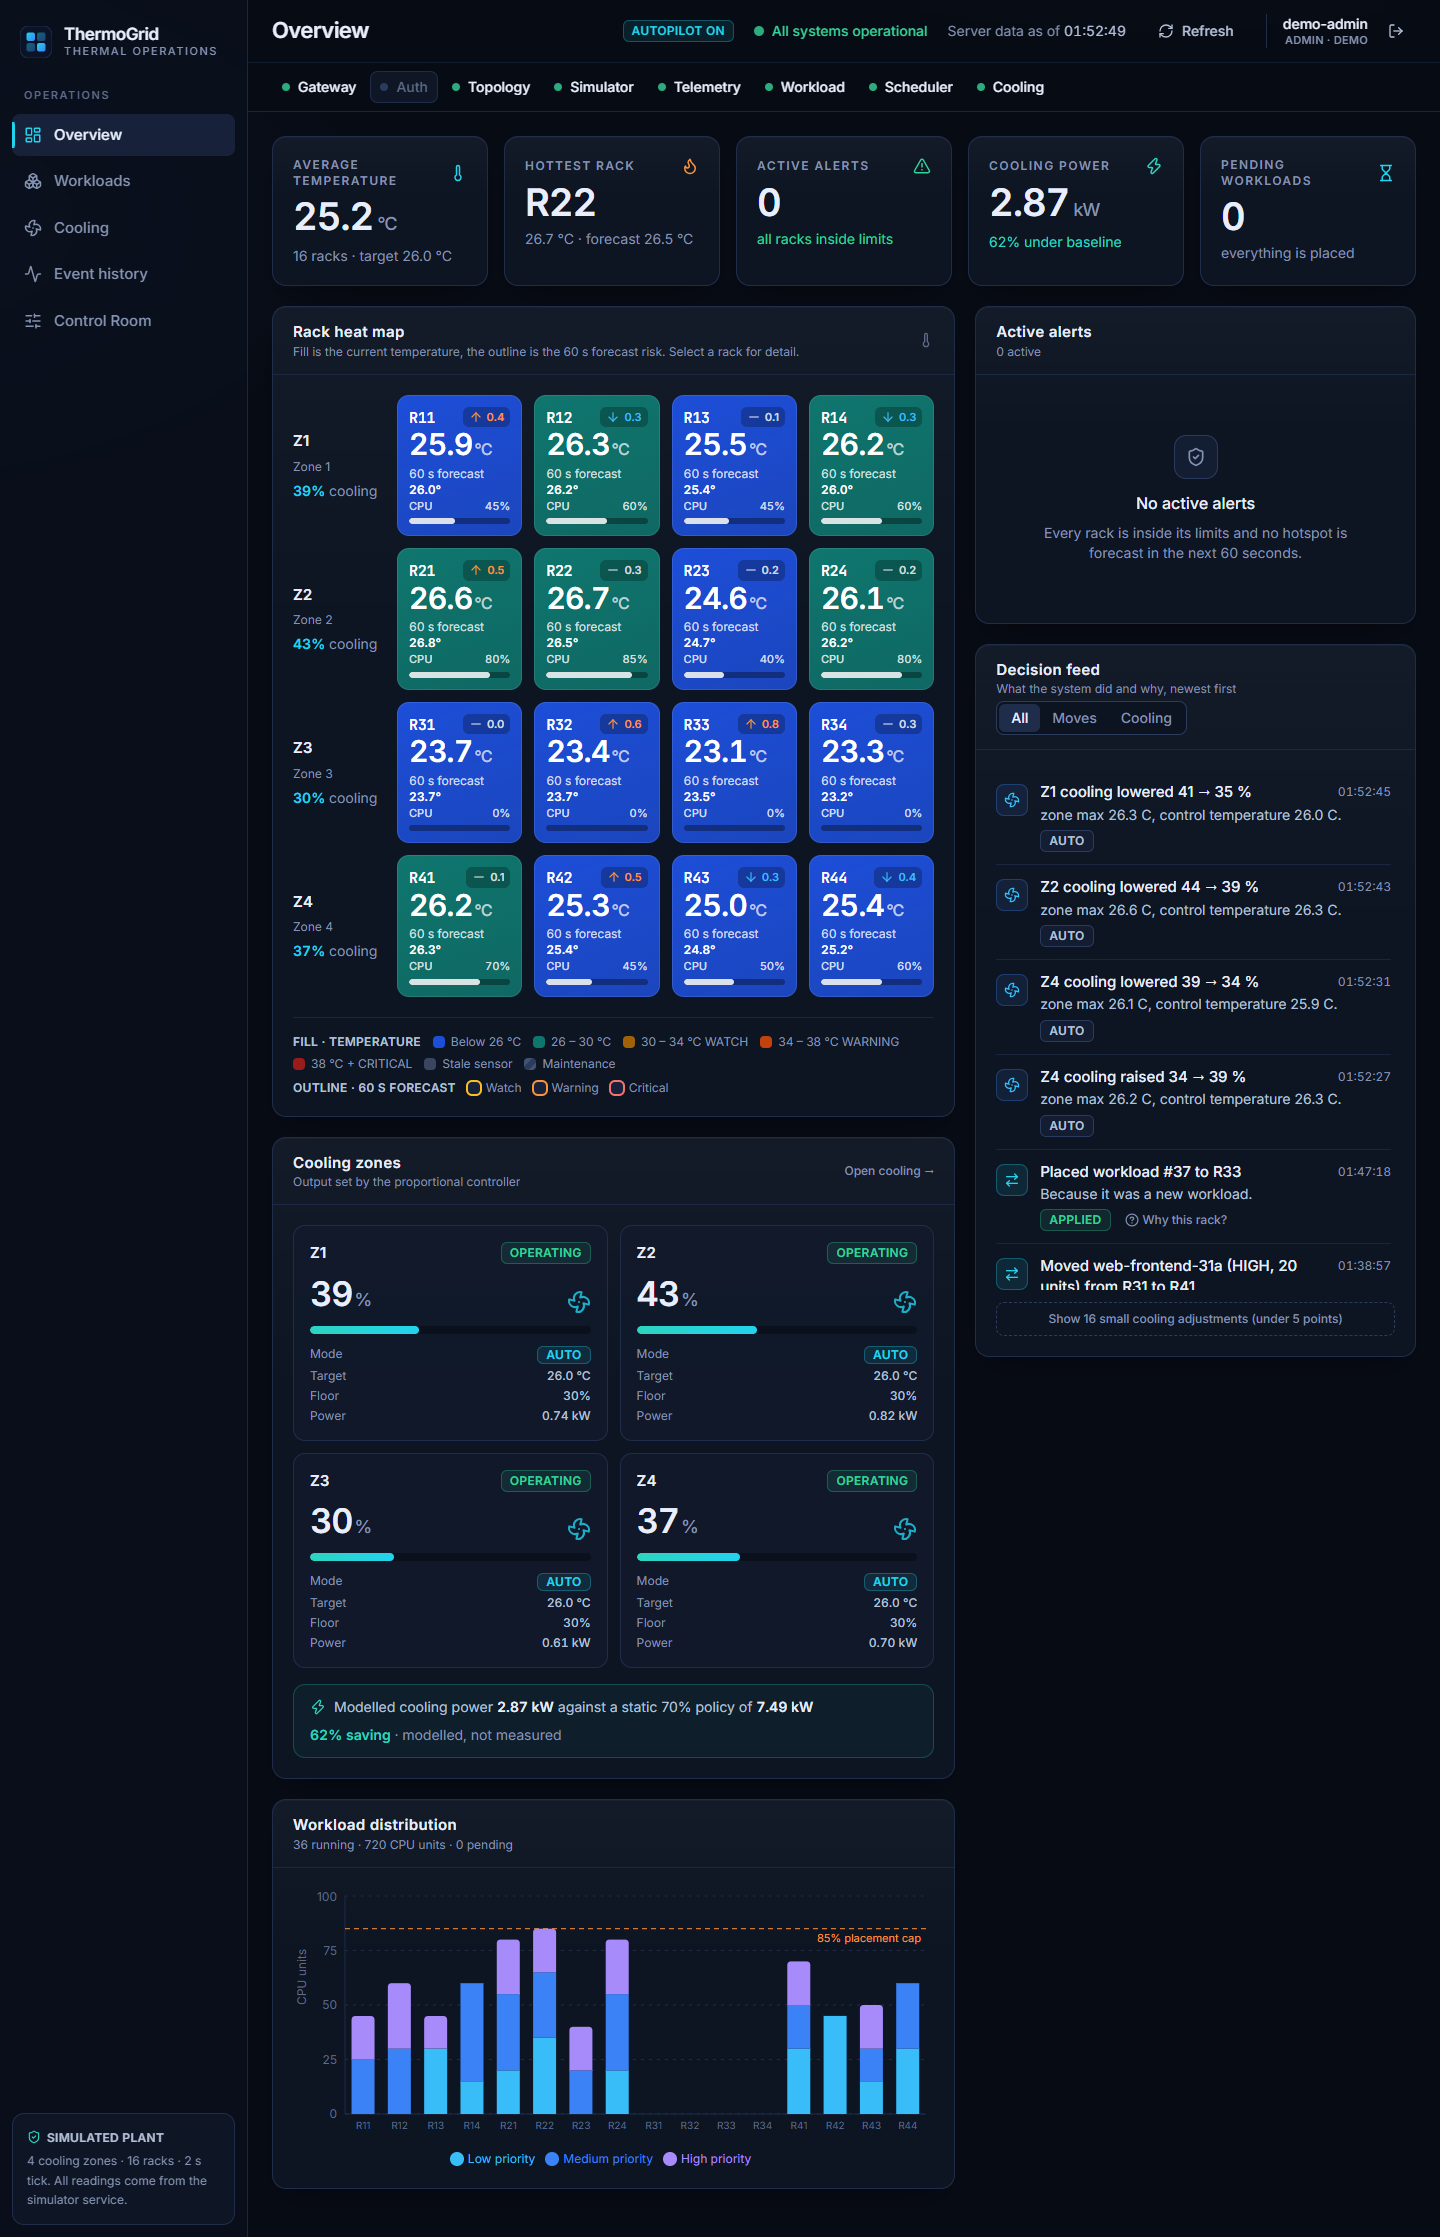 ThermoGrid
THERMAL OPERATIONS
OPERATIONS
Overview
Workloads
Cooling
Event history
Control Room
SIMULATED PLANT
4 cooling zones · 16 racks · 2 s
tick. All readings come from the
simulator service.
Overview
AUTOPILOT ON
All systems operational
Server data as of 01:52:49
Refresh
demo-admin
ADMIN · DEMO
Gateway
Auth
Topology
Simulator
Telemetry
Workload
Scheduler
Cooling
AVERAGE
TEMPERATURE
25.2 °C
16 racks · target 26.0 °C
HOTTEST RACK
R22
26.7 °C · forecast 26.5 °C
ACTIVE ALERTS
0
all racks inside limits
COOLING POWER
2.87 kW
62% under baseline
PENDING
WORKLOADS
0
everything is placed
Rack heat map
Fill is the current temperature, the outline is the 60 s forecast risk. Select a rack for detail.
Z1
Zone 1
39% cooling
R11 ↑ 0.4
25.9 °C
60 s forecast
26.0°
CPU 45%
R12 ↓ 0.3
26.3 °C
60 s forecast
26.2°
CPU 60%
R13 — 0.1
25.5 °C
60 s forecast
25.4°
CPU 45%
R14 ↓ 0.3
26.2 °C
60 s forecast
26.0°
CPU 60%
Z2
Zone 2
43% cooling
R21 ↑ 0.5
26.6 °C
60 s forecast
26.8°
CPU 80%
R22 — 0.3
26.7 °C
60 s forecast
26.5°
CPU 85%
R23 — 0.2
24.6 °C
60 s forecast
24.7°
CPU 40%
R24 — 0.2
26.1 °C
60 s forecast
26.2°
CPU 80%
Z3
Zone 3
30% cooling
R31 — 0.0
23.7 °C
60 s forecast
23.7°
CPU 0%
R32 ↑ 0.6
23.4 °C
60 s forecast
23.7°
CPU 0%
R33 ↑ 0.8
23.1 °C
60 s forecast
23.5°
CPU 0%
R34 — 0.3
23.3 °C
60 s forecast
23.2°
CPU 0%
Z4
Zone 4
37% cooling
R41 — 0.1
26.2 °C
60 s forecast
26.3°
CPU 70%
R42 ↑ 0.5
25.3 °C
60 s forecast
25.4°
CPU 45%
R43 ↓ 0.3
25.0 °C
60 s forecast
24.8°
CPU 50%
R44 ↓ 0.4
25.4 °C
60 s forecast
25.2°
CPU 60%
FILL · TEMPERATURE Below 26 °C 26 – 30 °C 30 – 34 °C WATCH 34 – 38 °C WARNING
38 °C + CRITICAL Stale sensor Maintenance
OUTLINE · 60 S FORECAST Watch Warning Critical
Active alerts
0 active
No active alerts
Every rack is inside its limits and no hotspot is
forecast in the next 60 seconds.
Decision feed
What the system did and why, newest first
All Moves Cooling
Z1 cooling lowered 41 → 35 % 01:52:45
zone max 26.3 C, control temperature 26.0 C.
AUTO
Z2 cooling lowered 44 → 39 % 01:52:43
zone max 26.6 C, control temperature 26.3 C.
AUTO
Z4 cooling lowered 39 → 34 % 01:52:31
zone max 26.1 C, control temperature 25.9 C.
AUTO
Z4 cooling raised 34 → 39 % 01:52:27
zone max 26.2 C, control temperature 26.3 C.
AUTO
Placed workload #37 to R33 01:47:18
Because it was a new workload.
APPLIED Why this rack?
Moved web-frontend-31a (HIGH, 20 01:38:57
units) from R31 to R41
Show 16 small cooling adjustments (under 5 points)
Cooling zones
Output set by the proportional controller
Open cooling →
Z1 OPERATING
39 %
Mode AUTO
Target 26.0 °C
Floor 30%
Power 0.74 kW
Z2 OPERATING
43 %
Mode AUTO
Target 26.0 °C
Floor 30%
Power 0.82 kW
Z3 OPERATING
30 %
Mode AUTO
Target 26.0 °C
Floor 30%
Power 0.61 kW
Z4 OPERATING
37 %
Mode AUTO
Target 26.0 °C
Floor 30%
Power 0.70 kW
Modelled cooling power 2.87 kW against a static 70% policy of 7.49 kW
62% saving · modelled, not measured
Workload distribution
36 running · 720 CPU units · 0 pending
CPU units
100
75
50
25
0
85% placement cap
R11 R12 R13 R14 R21 R22 R23 R24 R31 R32 R33 R34 R41 R42 R43 R44
Low priority Medium priority High priority